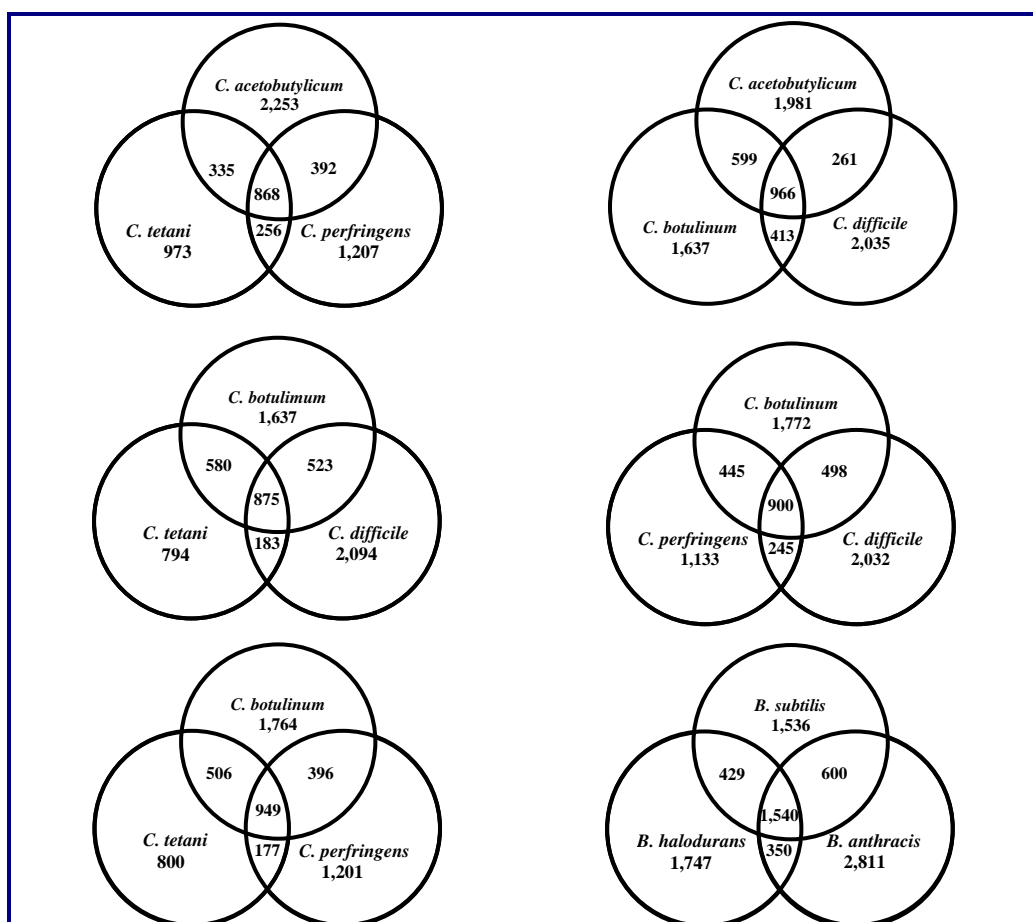 C. acetobutylicum
2,253
335
392
868
C. tetani
973
256
C. perfringens
1,207
C. acetobutylicum
1,981
599
261
966
C. botulinum
1,637
413
C. difficile
2,035
C. botulimum
1,637
580
523
875
C. tetani
794
183
C. difficile
2,094
C. botulinum
1,772
445
498
900
C. perfringens
1,133
245
C. difficile
2,032
C. botulinum
1,764
506
396
949
C. tetani
800
177
C. perfringens
1,201
B. subtilis
1,536
429
600
1,540
B. halodurans
1,747
350
B. anthracis
2,811